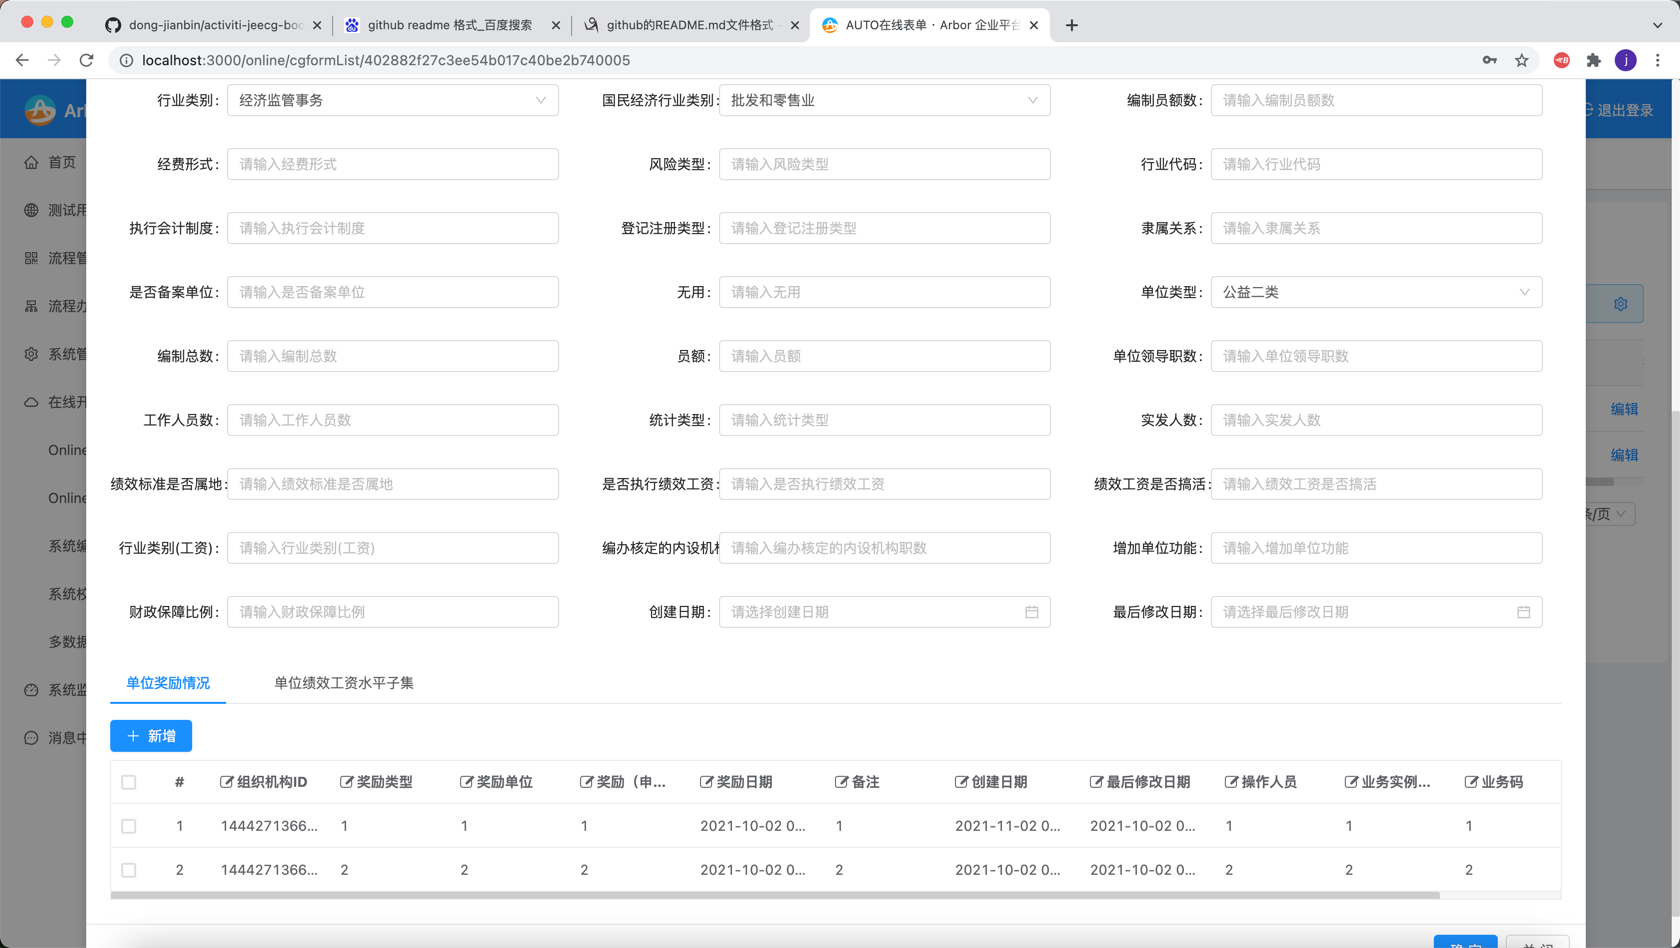 dong-jianbin/activiti-jeecg-boo
github readme 格式_百度搜索
github的README.md文件格式 -
AUTO在线表单 · Arbor 企业平台
localhost:3000/online/cgformList/402882f27c3ee54b017c40be2b740005
j
退出登录
首页
测试用
流程管
流程办
系统管
在线开
Online
Online
系统编
系统校
多数据
系统监
消息中
编辑
编辑
条/页
行业类别: 经济监管事务 国民经济行业类别: 批发和零售业 编制员额数: 请输入编制员额数
经费形式: 请输入经费形式 风险类型: 请输入风险类型 行业代码: 请输入行业代码
执行会计制度: 请输入执行会计制度 登记注册类型: 请输入登记注册类型 隶属关系: 请输入隶属关系
是否备案单位: 请输入是否备案单位 无用: 请输入无用 单位类型: 公益二类
编制总数: 请输入编制总数 员额: 请输入员额 单位领导职数: 请输入单位领导职数
工作人员数: 请输入工作人员数 统计类型: 请输入统计类型 实发人数: 请输入实发人数
绩效标准是否属地: 请输入绩效标准是否属地 是否执行绩效工资: 请输入是否执行绩效工资 绩效工资是否搞活: 请输入绩效工资是否搞活
行业类别(工资): 请输入行业类别(工资) 编办核定的内设机构 请输入编办核定的内设机构职数 增加单位功能: 请输入增加单位功能
财政保障比例: 请输入财政保障比例 创建日期: 请选择创建日期 最后修改日期: 请选择最后修改日期
单位奖励情况 单位绩效工资水平子集
+ 新增
# 组织机构ID 奖励类型 奖励单位 奖励（申... 奖励日期 备注 创建日期 最后修改日期 操作人员 业务实例... 业务码
1 1444271366... 1 1 1 2021-10-02 0... 1 2021-11-02 0... 2021-10-02 0... 1 1 1
2 1444271366... 2 2 2 2021-10-02 0... 2 2021-10-02 0... 2021-10-02 0... 2 2 2